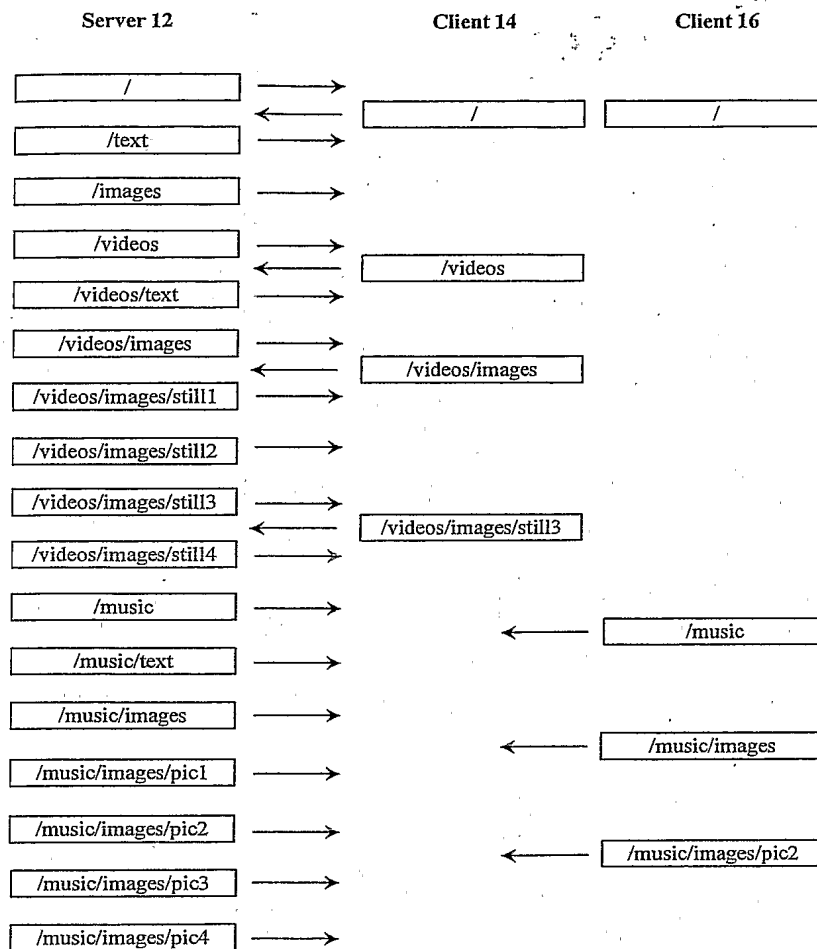 Server 12 Client 14 Client 16
/
/ /
/text
/images
/videos
/videos
/videos/text
/videos/images
/videos/images
/videos/images/still1
/videos/images/still2
/videos/images/still3
/videos/images/still3
/videos/images/still4
/music
/music
/music/text
/music/images
/music/images
/music/images/pic1
/music/images/pic2
/music/images/pic2
/music/images/pic3
/music/images/pic4